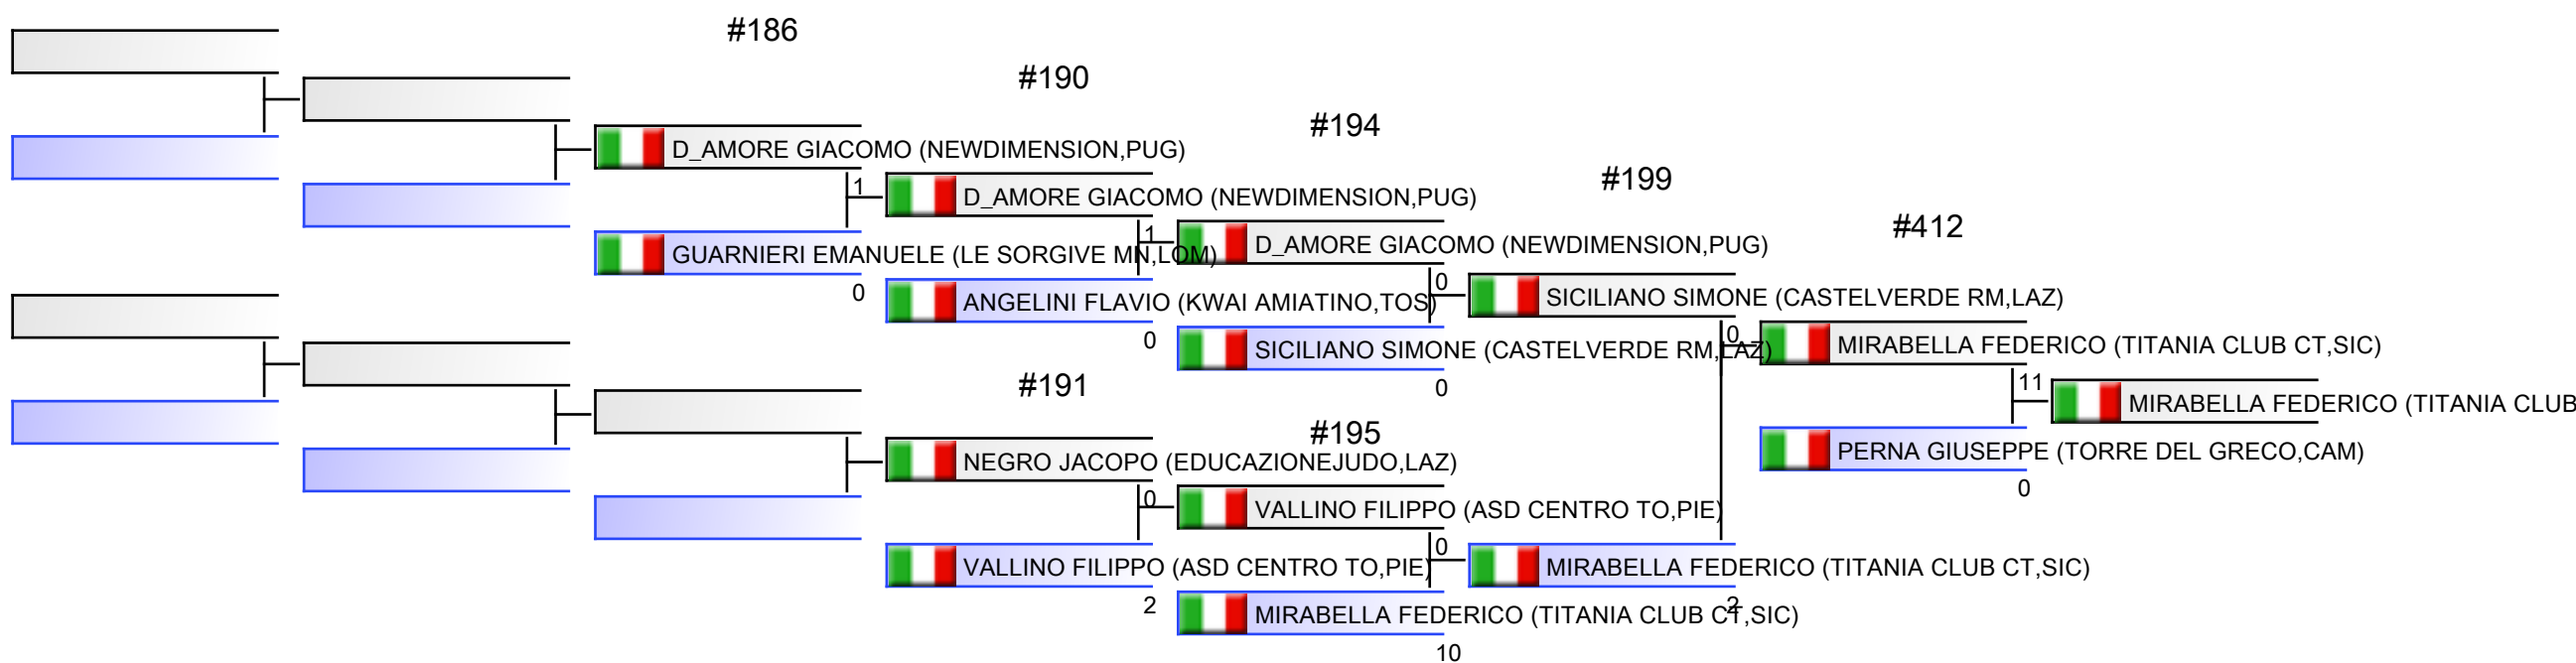 #186
#190
#194
D_AMORE GIACOMO (NEWDIMENSION,PUG)
#199
1
D_AMORE GIACOMO (NEWDIMENSION,PUG)
#412
1
D_AMORE GIACOMO (NEWDIMENSION,PUG)
GUARNIERI EMANUELE (LE SORGIVE MN,LOM)
0
0
SICILIANO SIMONE (CASTELVERDE RM,LAZ)
ANGELINI FLAVIO (KWAI AMIATINO,TOS)
0
0
MIRABELLA FEDERICO (TITANIA CLUB CT,SIC)
SICILIANO SIMONE (CASTELVERDE RM,LAZ)
0
#191
11
MIRABELLA FEDERICO (TITANIA CLUB
#195
PERNA GIUSEPPE (TORRE DEL GRECO,CAM)
0
NEGRO JACOPO (EDUCAZIONEJUDO,LAZ)
0
VALLINO FILIPPO (ASD CENTRO TO,PIE)
0
VALLINO FILIPPO (ASD CENTRO TO,PIE)
2
MIRABELLA FEDERICO (TITANIA CLUB CT,SIC)
2
MIRABELLA FEDERICO (TITANIA CLUB CT,SIC)
10